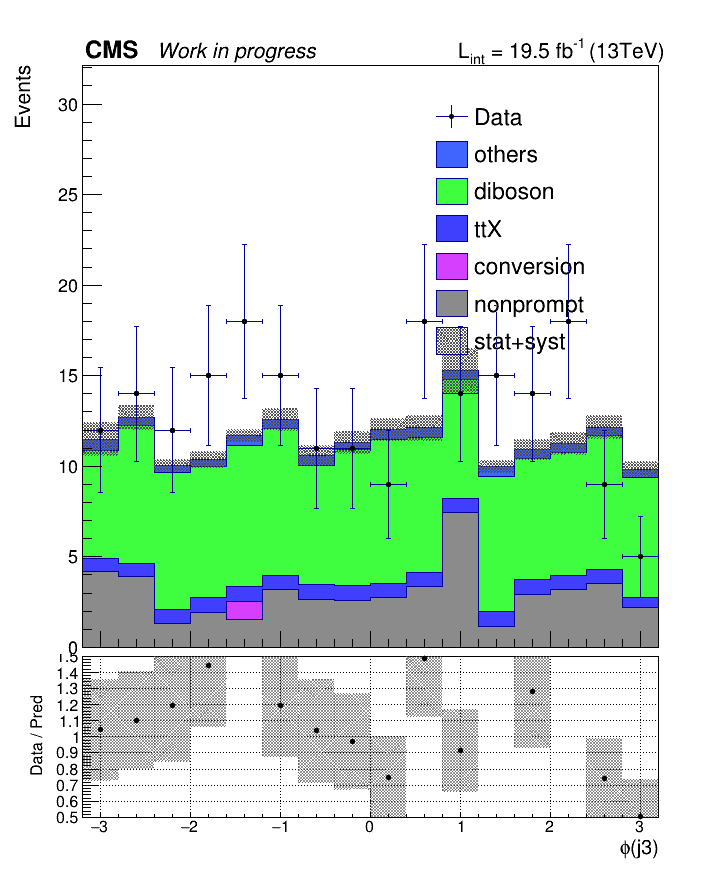 CMS Work in progress L_int = 19.5 fb^-1 (13TeV)
Events
30
25
20
15
10
5
0
Data
others
diboson
ttX
conversion
nonprompt
stat+syst
Data / Pred
1.5
1.4
1.3
1.2
1.1
1
0.9
0.8
0.7
0.6
0.5
−3 −2 −1 0 1 2 3
ϕ(j3)